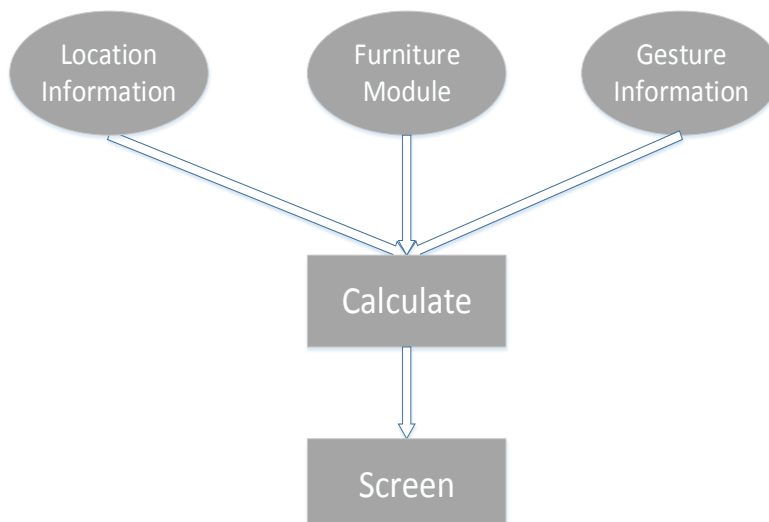 Location
Information
Furniture
Module
Gesture
Information
Calculate
Screen